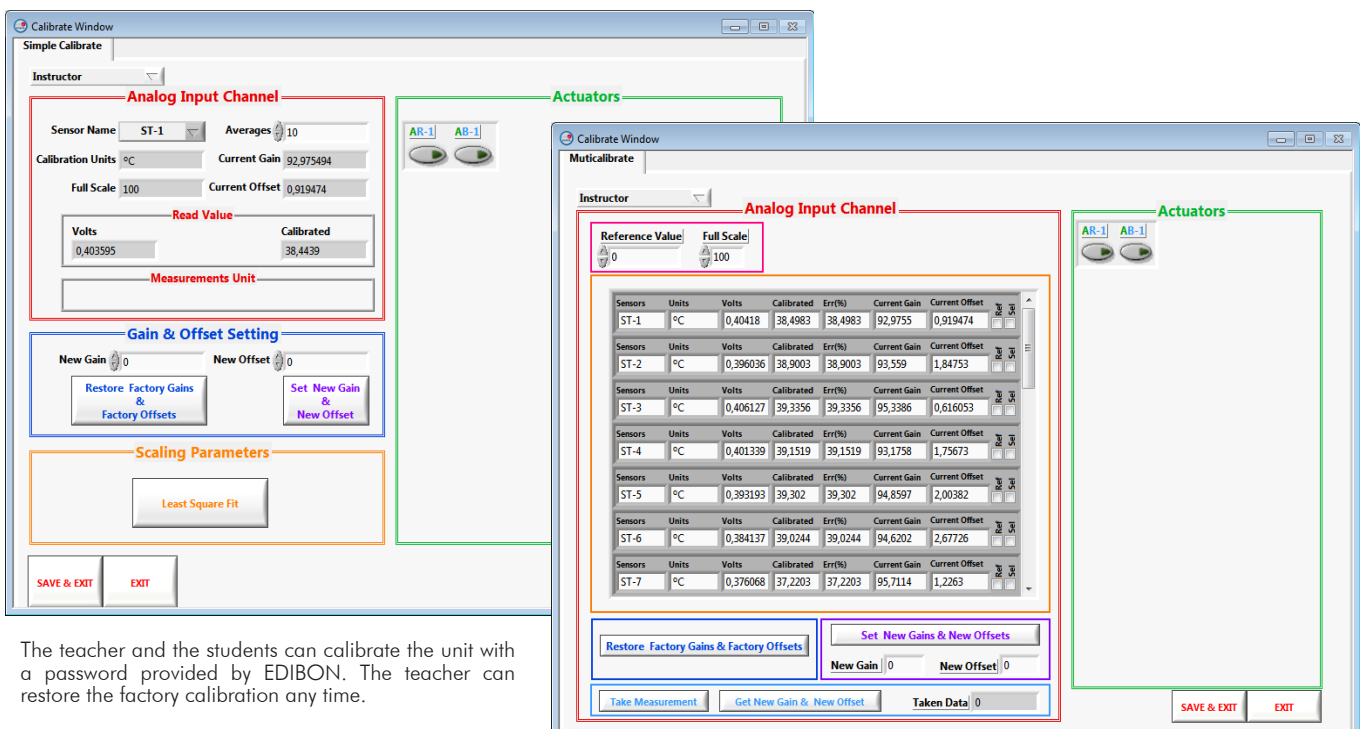 Calibrate Window
Simple Calibrate
Instructor
Analog Input Channel
Sensor Name ST-1 Averages 10
Calibration Units ºC Current Gain 92,975494
Full Scale 100 Current Offset 0,919474
Read Value
Volts Calibrated
0,403595 38,4439
Measurements Unit
Gain & Offset Setting
New Gain 0 New Offset 0
Restore Factory Gains
&
Factory Offsets
Set New Gain
&
New Offset
Scaling Parameters
Least Square Fit
SAVE & EXIT EXIT
Actuators
AR-1 AB-1
The teacher and the students can calibrate the unit with
a password provided by EDIBON. The teacher can
restore the factory calibration any time.
Calibrate Window
Muticalibrate
Instructor
Analog Input Channel
Reference Value Full Scale
0 100
Sensors Units Volts Calibrated Err(%) Current Gain Current Offset Ref Sel
ST-1 ºC 0,40418 38,4983 38,4983 92,9755 0,919474
Sensors Units Volts Calibrated Err(%) Current Gain Current Offset Ref Sel
ST-2 ºC 0,396036 38,9003 38,9003 93,559 1,84753
Sensors Units Volts Calibrated Err(%) Current Gain Current Offset Ref Sel
ST-3 ºC 0,406127 39,3356 39,3356 95,3386 0,616053
Sensors Units Volts Calibrated Err(%) Current Gain Current Offset Ref Sel
ST-4 ºC 0,401339 39,1519 39,1519 93,1758 1,75673
Sensors Units Volts Calibrated Err(%) Current Gain Current Offset Ref Sel
ST-5 ºC 0,393193 39,302 39,302 94,8597 2,00382
Sensors Units Volts Calibrated Err(%) Current Gain Current Offset Ref Sel
ST-6 ºC 0,384137 39,0244 39,0244 94,6202 2,67726
Sensors Units Volts Calibrated Err(%) Current Gain Current Offset Ref Sel
ST-7 ºC 0,376068 37,2203 37,2203 95,7114 1,2263
Restore Factory Gains & Factory Offsets
Set New Gains & New Offsets
New Gain 0 New Offset 0
Take Measurement Get New Gain & New Offset Taken Data 0
Actuators
AR-1 AB-1
SAVE & EXIT EXIT